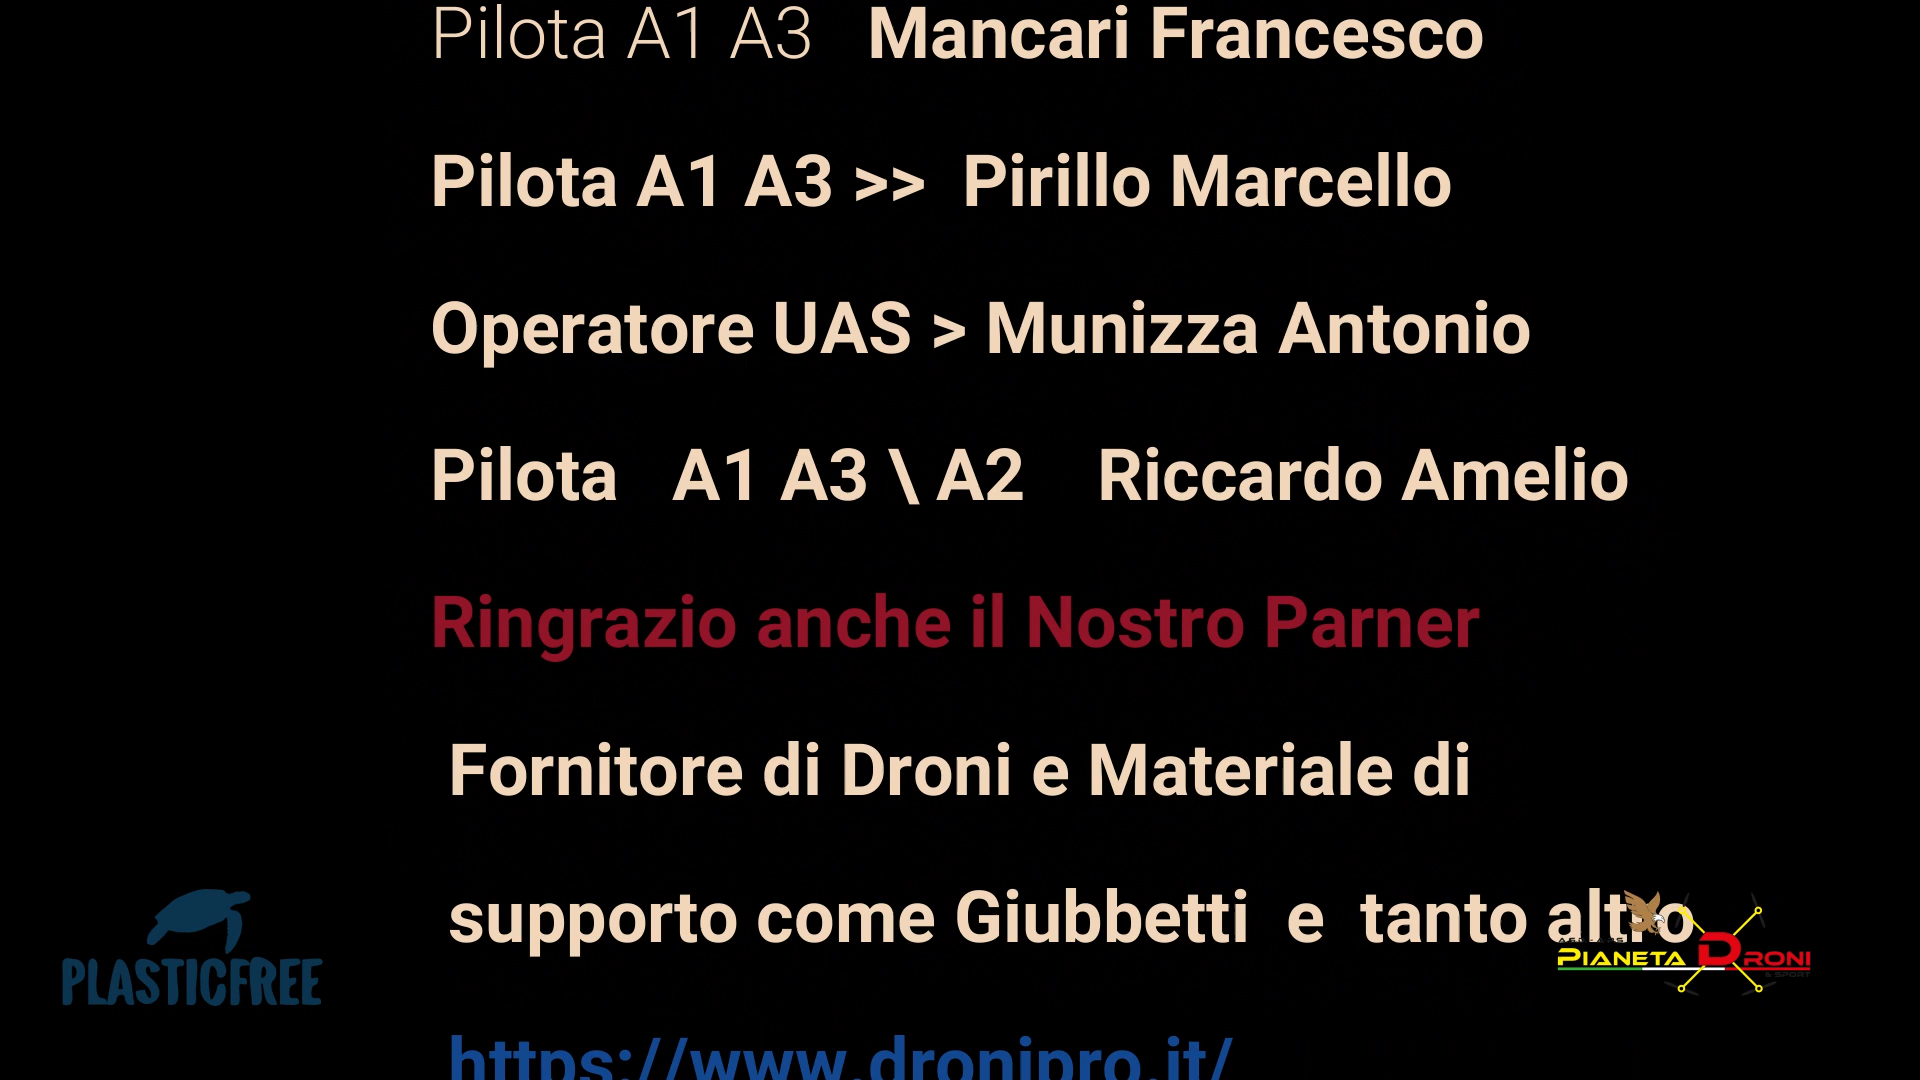 Pilota A1 A3 Mancari Francesco
Pilota A1 A3 >> Pirillo Marcello
Operatore UAS > Munizza Antonio
Pilota A1 A3 \ A2 Riccardo Amelio
Ringrazio anche il Nostro Parner
Fornitore di Droni e Materiale di
supporto come Giubbetti e tanto altro
PLASTICFREE
PIANETA DRONI
& SPORT
https://www.dronipro.it/